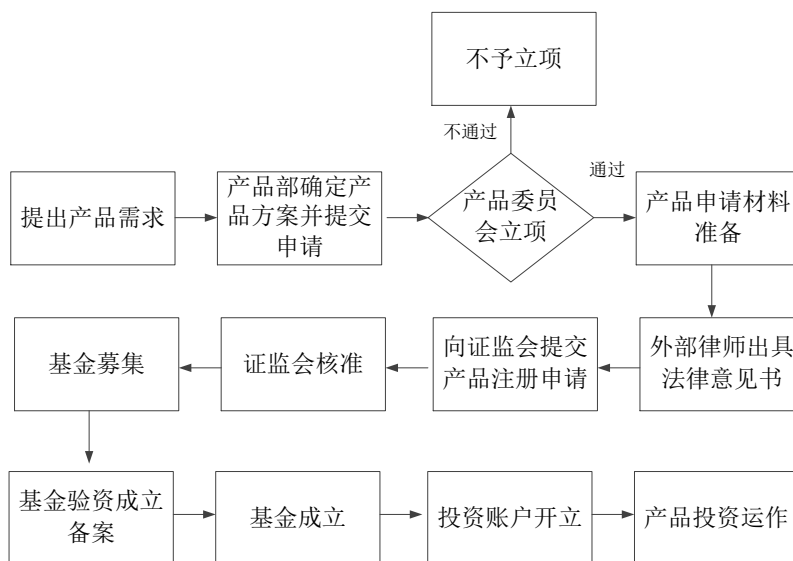 不予立项
不通过
提出产品需求
产品部确定产
品方案并提交
申请
产品委员
会立项
通过
产品申请材料
准备
外部律师出具
法律意见书
向证监会提交
产品注册申请
证监会核准
基金募集
基金验资成立
备案
基金成立
投资账户开立
产品投资运作